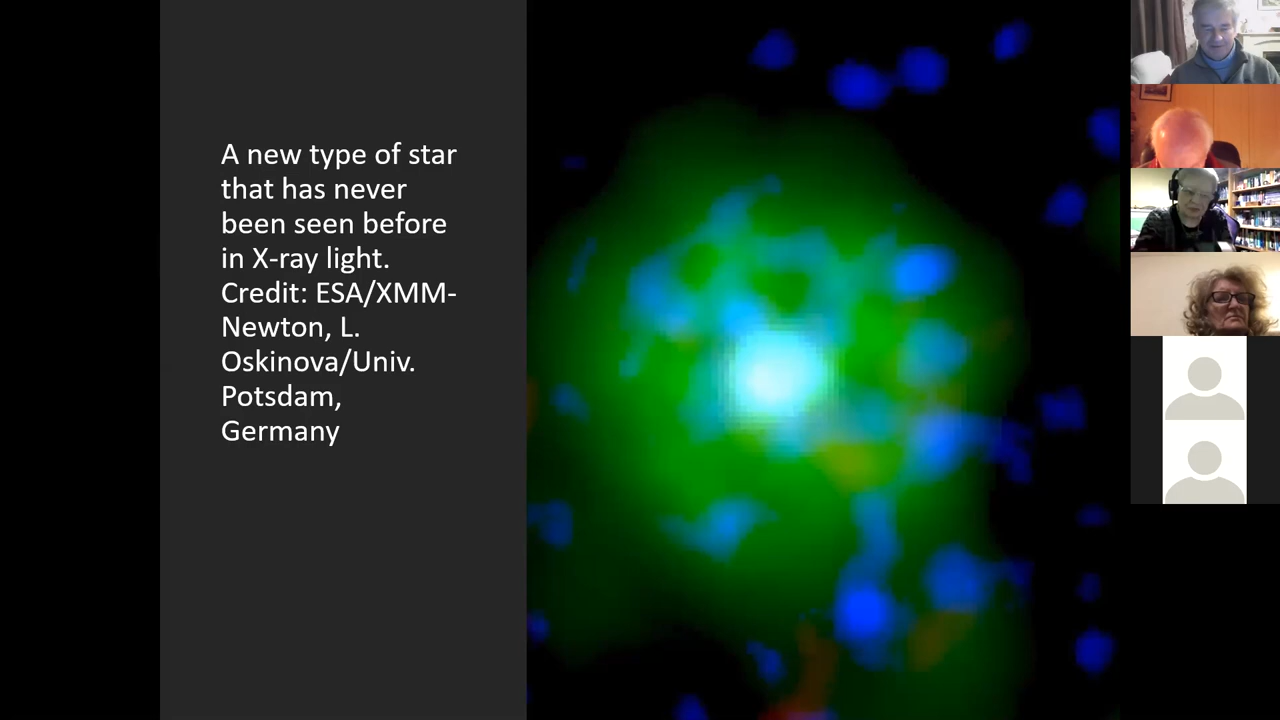 A new type of star
that has never
been seen before
in X-ray light.
Credit: ESA/XMM-
Newton, L.
Oskinova/Univ.
Potsdam,
Germany